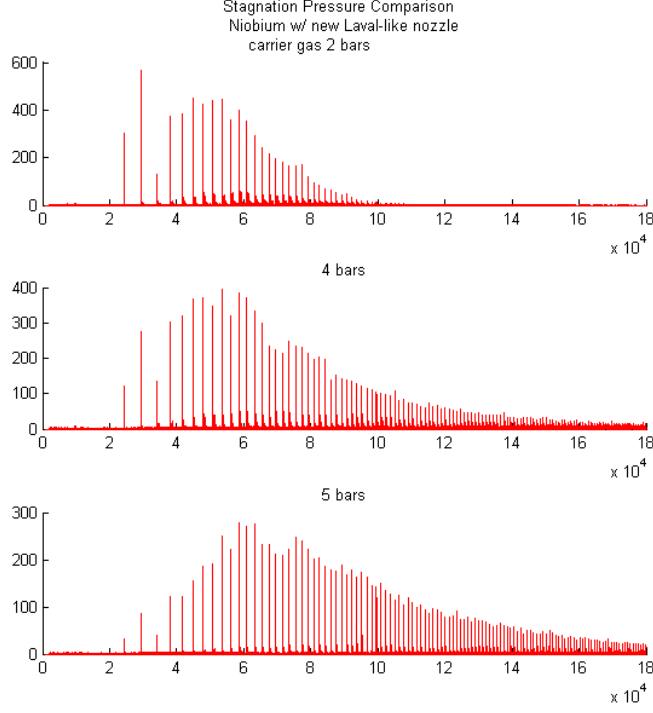 Stagnation Pressure Comparison
Niobium w/ new Laval-like nozzle
carrier gas 2 bars
600
400
200
0
0 2 4 6 8 10 12 14 16 18
x 10^4
4 bars
400
300
200
100
0
0 2 4 6 8 10 12 14 16 18
x 10^4
5 bars
300
200
100
0
0 2 4 6 8 10 12 14 16 18
x 10^4